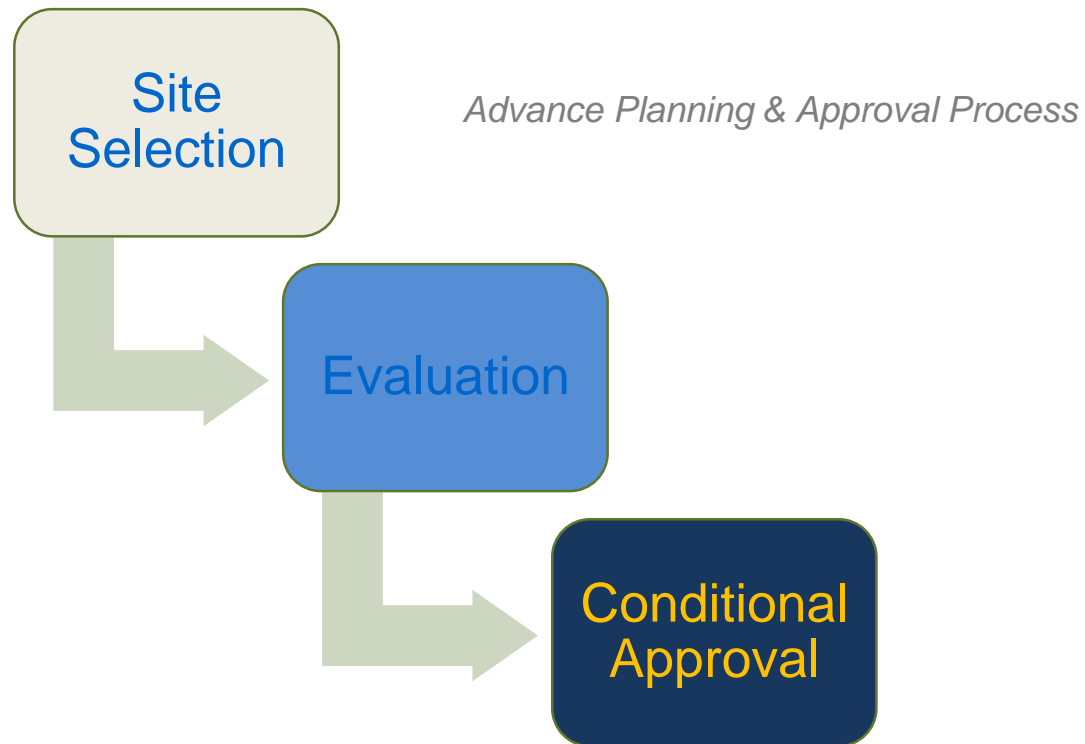 Site
Selection
Advance Planning & Approval Process
Evaluation
Conditional
Approval